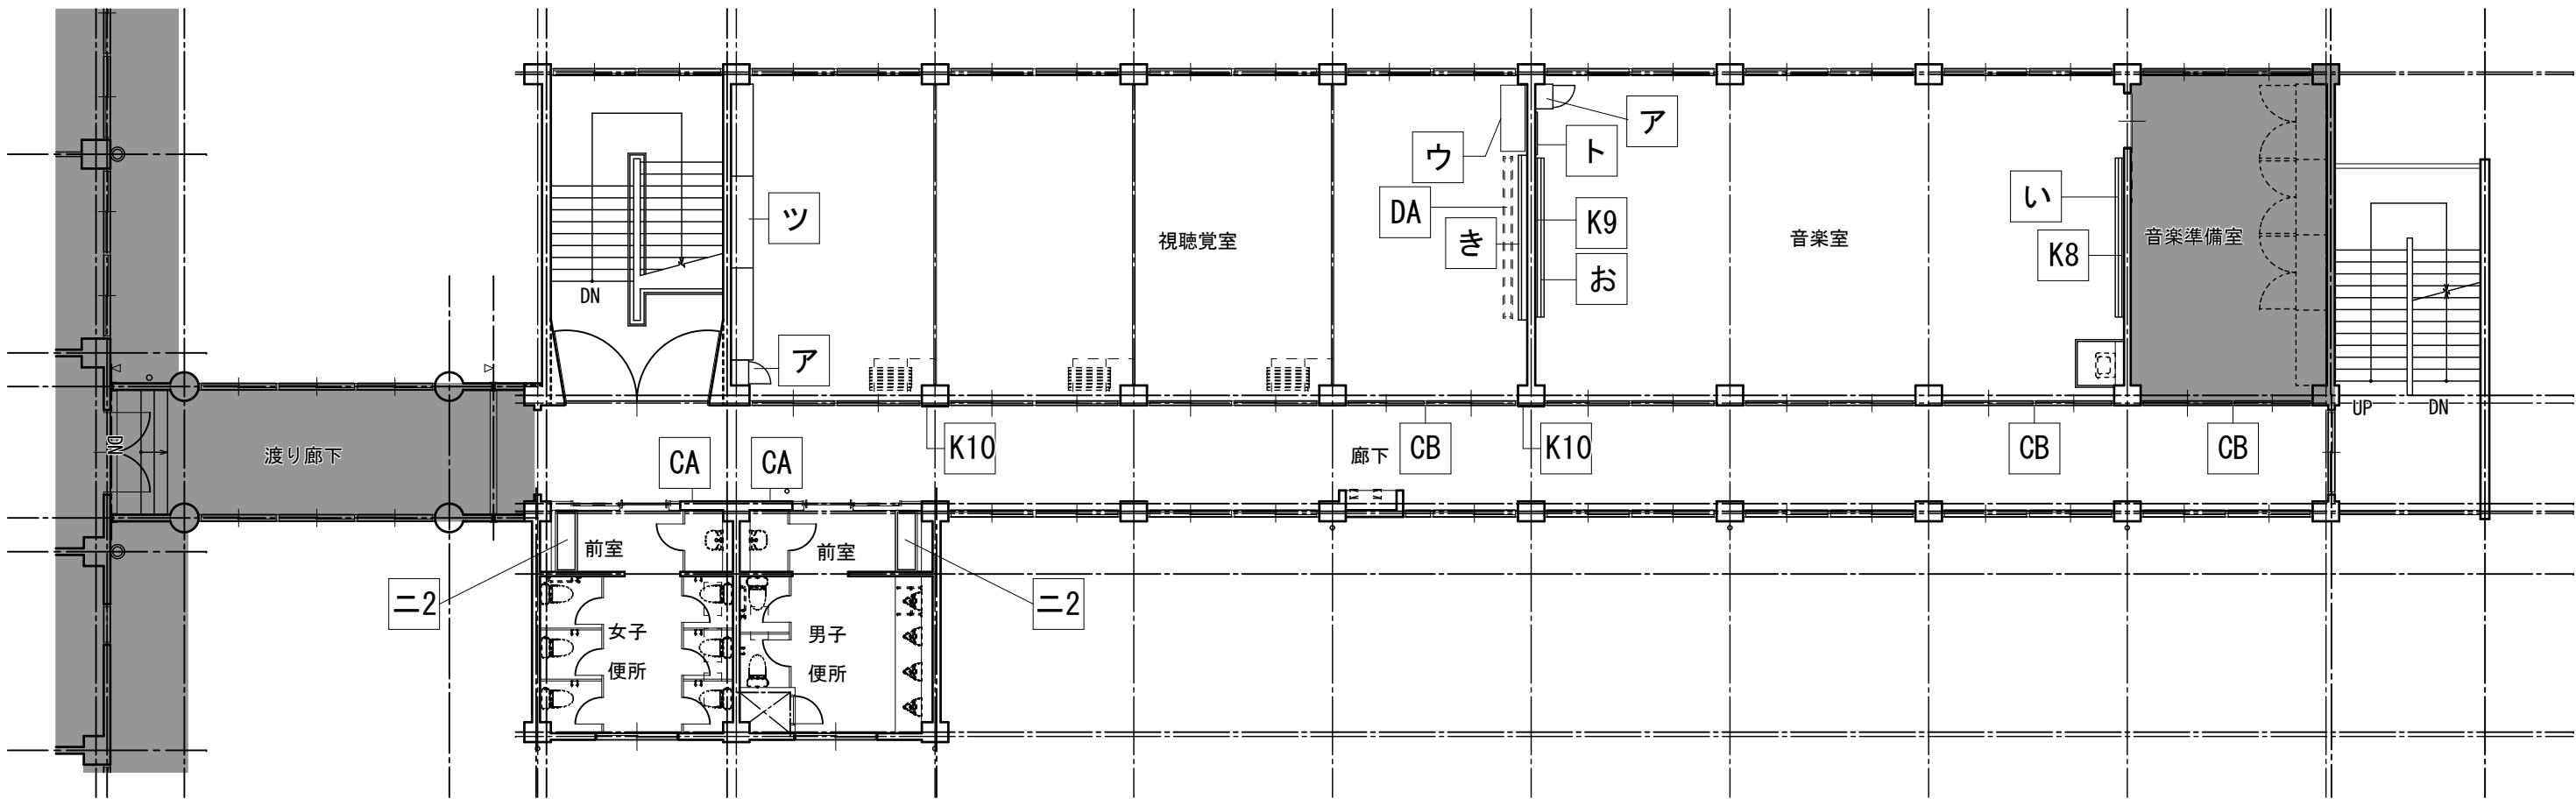 ア
ウ
ト
い
DA
K9
ツ
視聴覚室
き
音楽室
音楽準備室
K8
お
DN
ア
UP
DN
DN
渡り廊下
CA
CA
K10
廊下
CB
K10
CB
CB
前室
前室
ニ2
ニ2
女子
便所
男子
便所